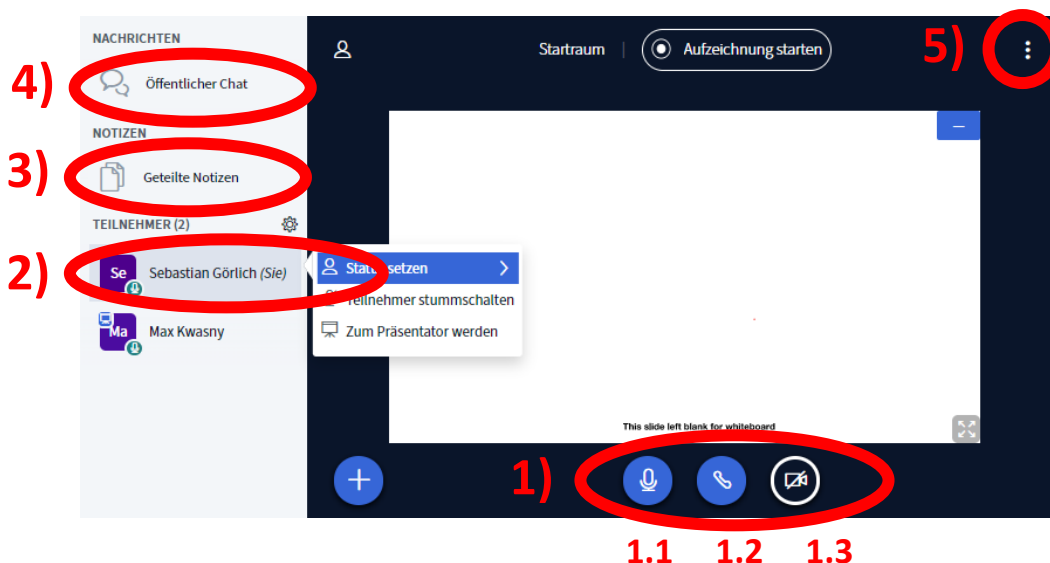 NACHRICHTEN
4)
Öffentlicher Chat
NOTIZEN
3)
Geteilte Notizen
TEILNEHMER (2)
2)
Se
Sebastian Görlich (Sie)
Ma
Max Kwasny
Startraum
Aufzeichnung starten
5)
Status setzen
Teilnehmer stummschalten
Zum Präsentator werden
This slide left blank for whiteboard
1)
1.1 1.2 1.3